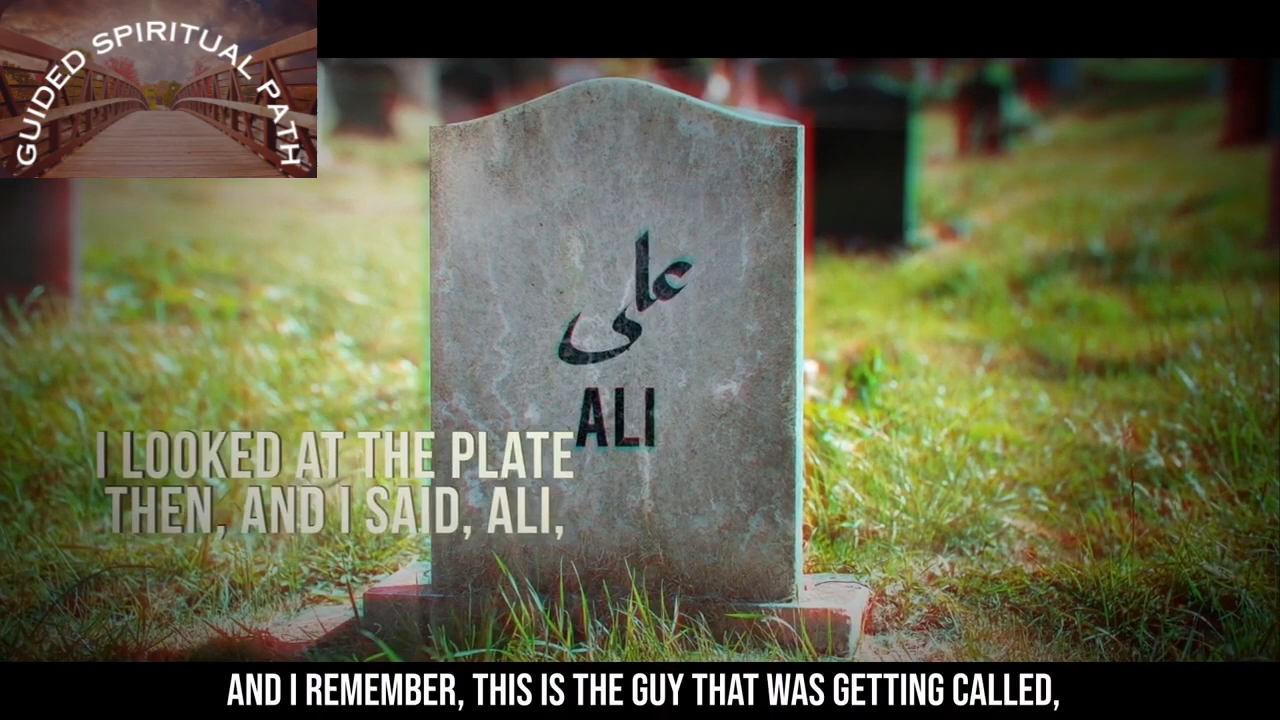 GUIDED SPIRITUAL PATH
على
ALI
I LOOKED AT THE PLATE
THEN, AND I SAID, ALI,
AND I REMEMBER, THIS IS THE GUY THAT WAS GETTING CALLED,